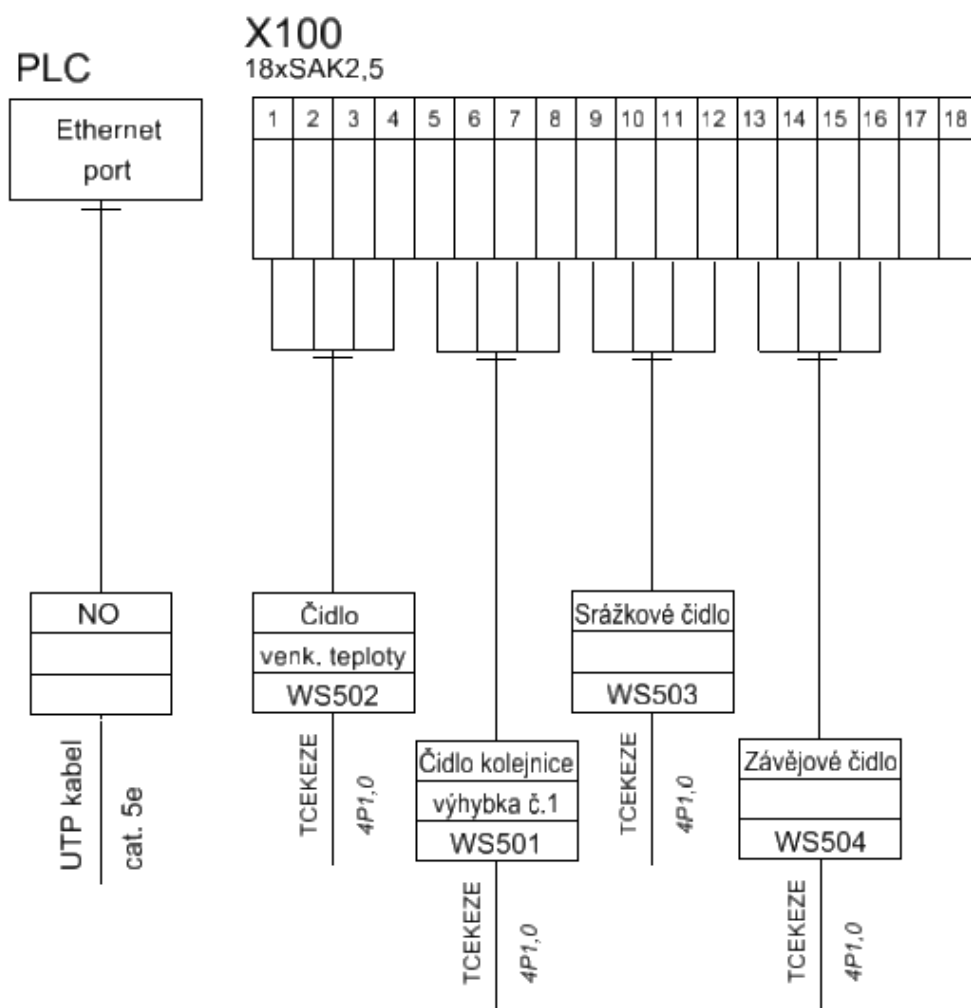 PLC
X100
18xSAK2,5
Ethernet
port
1 2 3 4 5 6 7 8 9 10 11 12 13 14 15 16 17 18
NO
UTP kabel
cat. 5e
Čidlo
venk. teploty
WS502
TCEKEZE
4P1,0
Čidlo kolejnice
výhybka č.1
WS501
TCEKEZE
4P1,0
Srážkové čidlo
WS503
TCEKEZE
4P1,0
Závějové čidlo
WS504
TCEKEZE
4P1,0